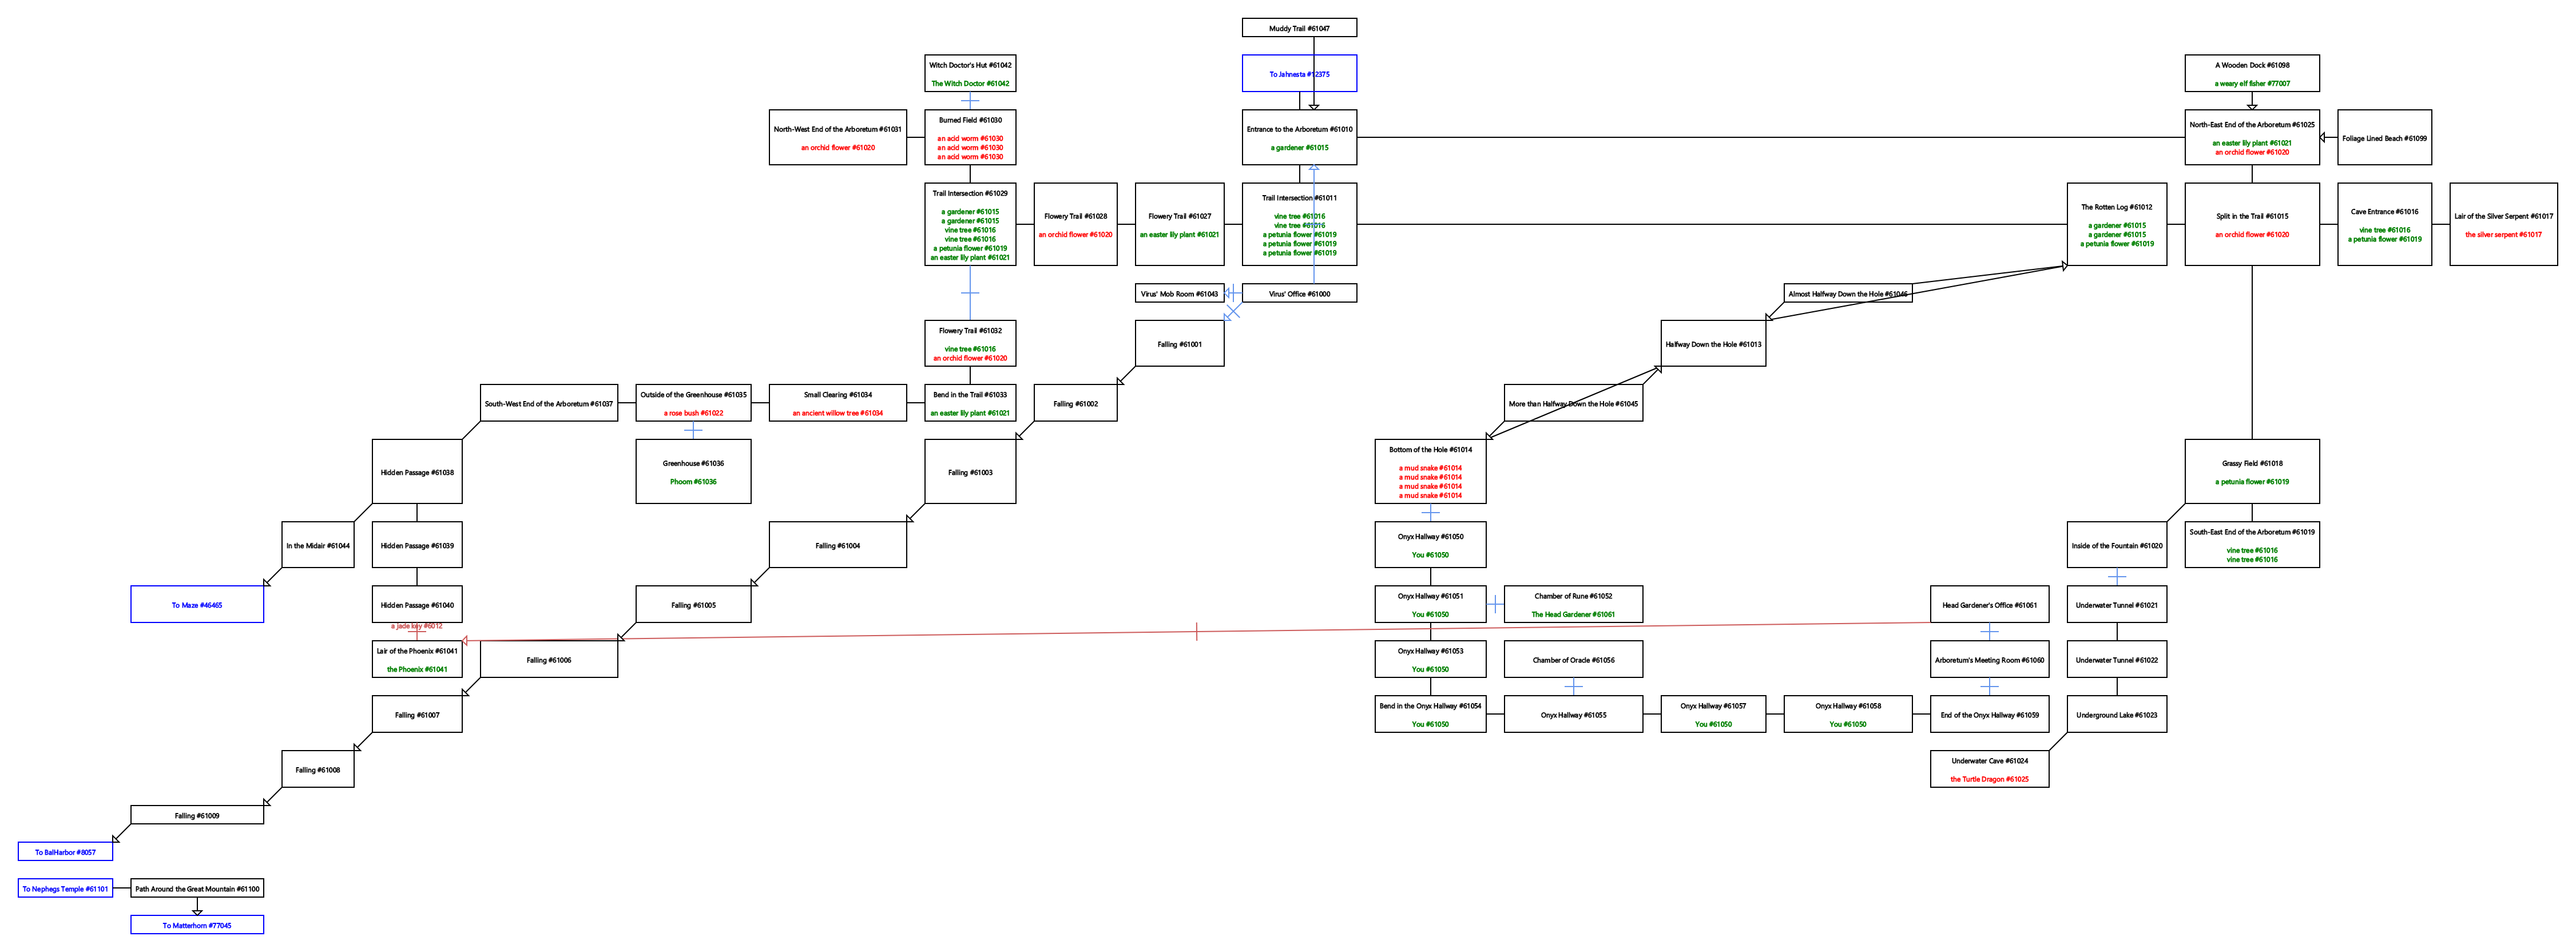 Muddy Trail #61047
Witch Doctor's Hut #61042
The Witch Doctor #61042
To Jahnesta #12375
A Wooden Dock #61098
a weary elf fisher #77007
North-West End of the Arboretum #61031
an orchid flower #61020
Burned Field #61030
an acid worm #61030
an acid worm #61030
an acid worm #61030
Entrance to the Arboretum #61010
a gardener #61015
North-East End of the Arboretum #61025
an easter lily plant #61021
an orchid flower #61020
Foliage Lined Beach #61099
Trail Intersection #61029
a gardener #61015
a gardener #61015
vine tree #61016
vine tree #61016
a petunia flower #61019
an easter lily plant #61021
Flowery Trail #61028
an orchid flower #61020
Flowery Trail #61027
an easter lily plant #61021
Trail Intersection #61011
vine tree #61016
vine tree #61016
a petunia flower #61019
a petunia flower #61019
a petunia flower #61019
The Rotten Log #61012
a gardener #61015
a gardener #61015
a petunia flower #61019
Split in the Trail #61015
an orchid flower #61020
Cave Entrance #61016
vine tree #61016
a petunia flower #61019
Lair of the Silver Serpent #61017
the silver serpent #61017
Virus' Mob Room #61043
Virus' Office #61000
Almost Halfway Down the Hole #61046
Flowery Trail #61032
vine tree #61016
an orchid flower #61020
Falling #61001
Halfway Down the Hole #61013
South-West End of the Arboretum #61037
Outside of the Greenhouse #61035
a rose bush #61022
Small Clearing #61034
an ancient willow tree #61034
Bend in the Trail #61033
an easter lily plant #61021
Falling #61002
More than Halfway Down the Hole #61045
Hidden Passage #61038
Greenhouse #61036
Phoom #61036
Falling #61003
Bottom of the Hole #61014
a mud snake #61014
a mud snake #61014
a mud snake #61014
a mud snake #61014
Grassy Field #61018
a petunia flower #61019
In the Midair #61044
Hidden Passage #61039
Falling #61004
Onyx Hallway #61050
You #61050
Inside of the Fountain #61020
South-East End of the Arboretum #61019
vine tree #61016
vine tree #61016
To Maze #46465
Hidden Passage #61040
Falling #61005
Onyx Hallway #61051
You #61050
Chamber of Rune #61052
The Head Gardener #61061
Head Gardener's Office #61061
Underwater Tunnel #61021
a jade key #6012
Lair of the Phoenix #61041
the Phoenix #61041
Falling #61006
Onyx Hallway #61053
You #61050
Chamber of Oracle #61056
Arboretum's Meeting Room #61060
Underwater Tunnel #61022
Falling #61007
Bend in the Onyx Hallway #61054
You #61050
Onyx Hallway #61055
Onyx Hallway #61057
You #61050
Onyx Hallway #61058
You #61050
End of the Onyx Hallway #61059
Underground Lake #61023
Falling #61008
Underwater Cave #61024
the Turtle Dragon #61025
Falling #61009
To BalHarbor #8057
To Nephegs Temple #61101
Path Around the Great Mountain #61100
To Matterhorn #77045